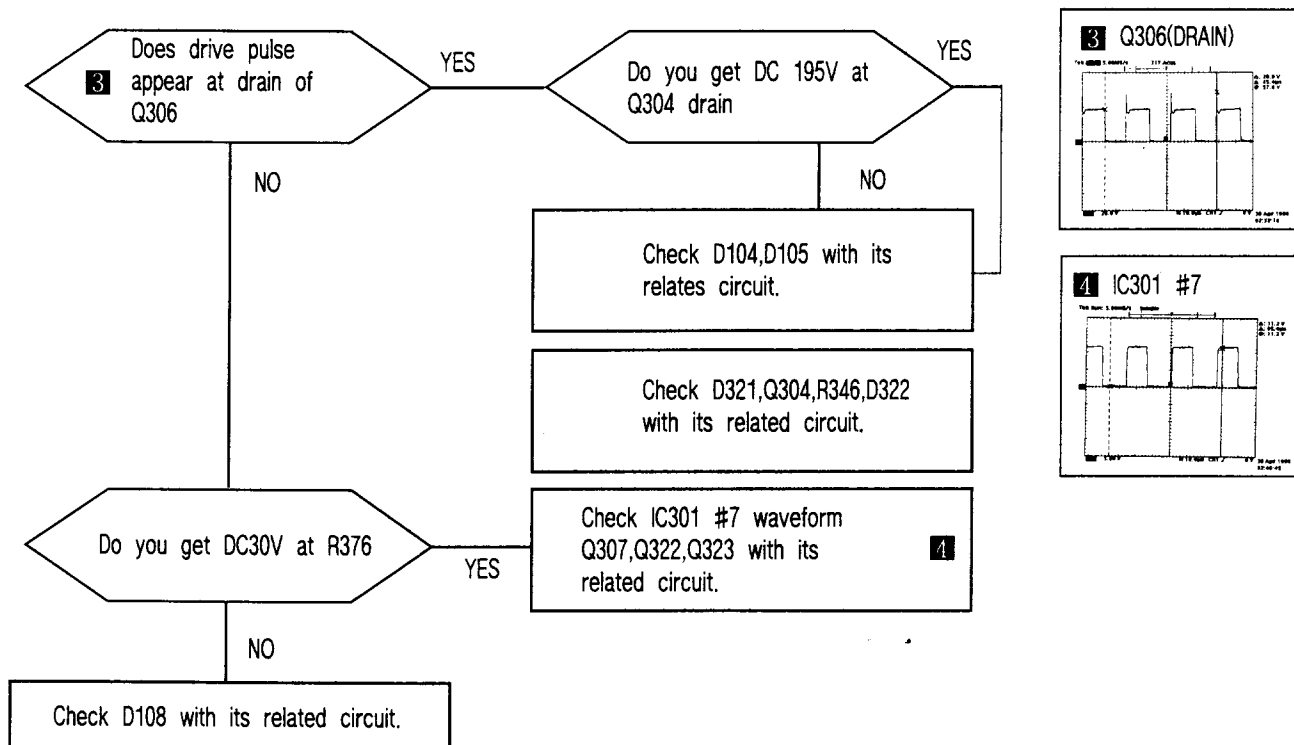 Does drive pulse
3 appear at drain of
Q306
YES
Do you get DC 195V at
Q304 drain
YES
NO
NO
Check D104,D105 with its
relates circuit.
Check D321,Q304,R346,D322
with its related circuit.
Do you get DC30V at R376
YES
Check IC301 #7 waveform
Q307,Q322,Q323 with its
related circuit.
4
NO
Check D108 with its related circuit.
3 Q306(DRAIN)
4 IC301 #7